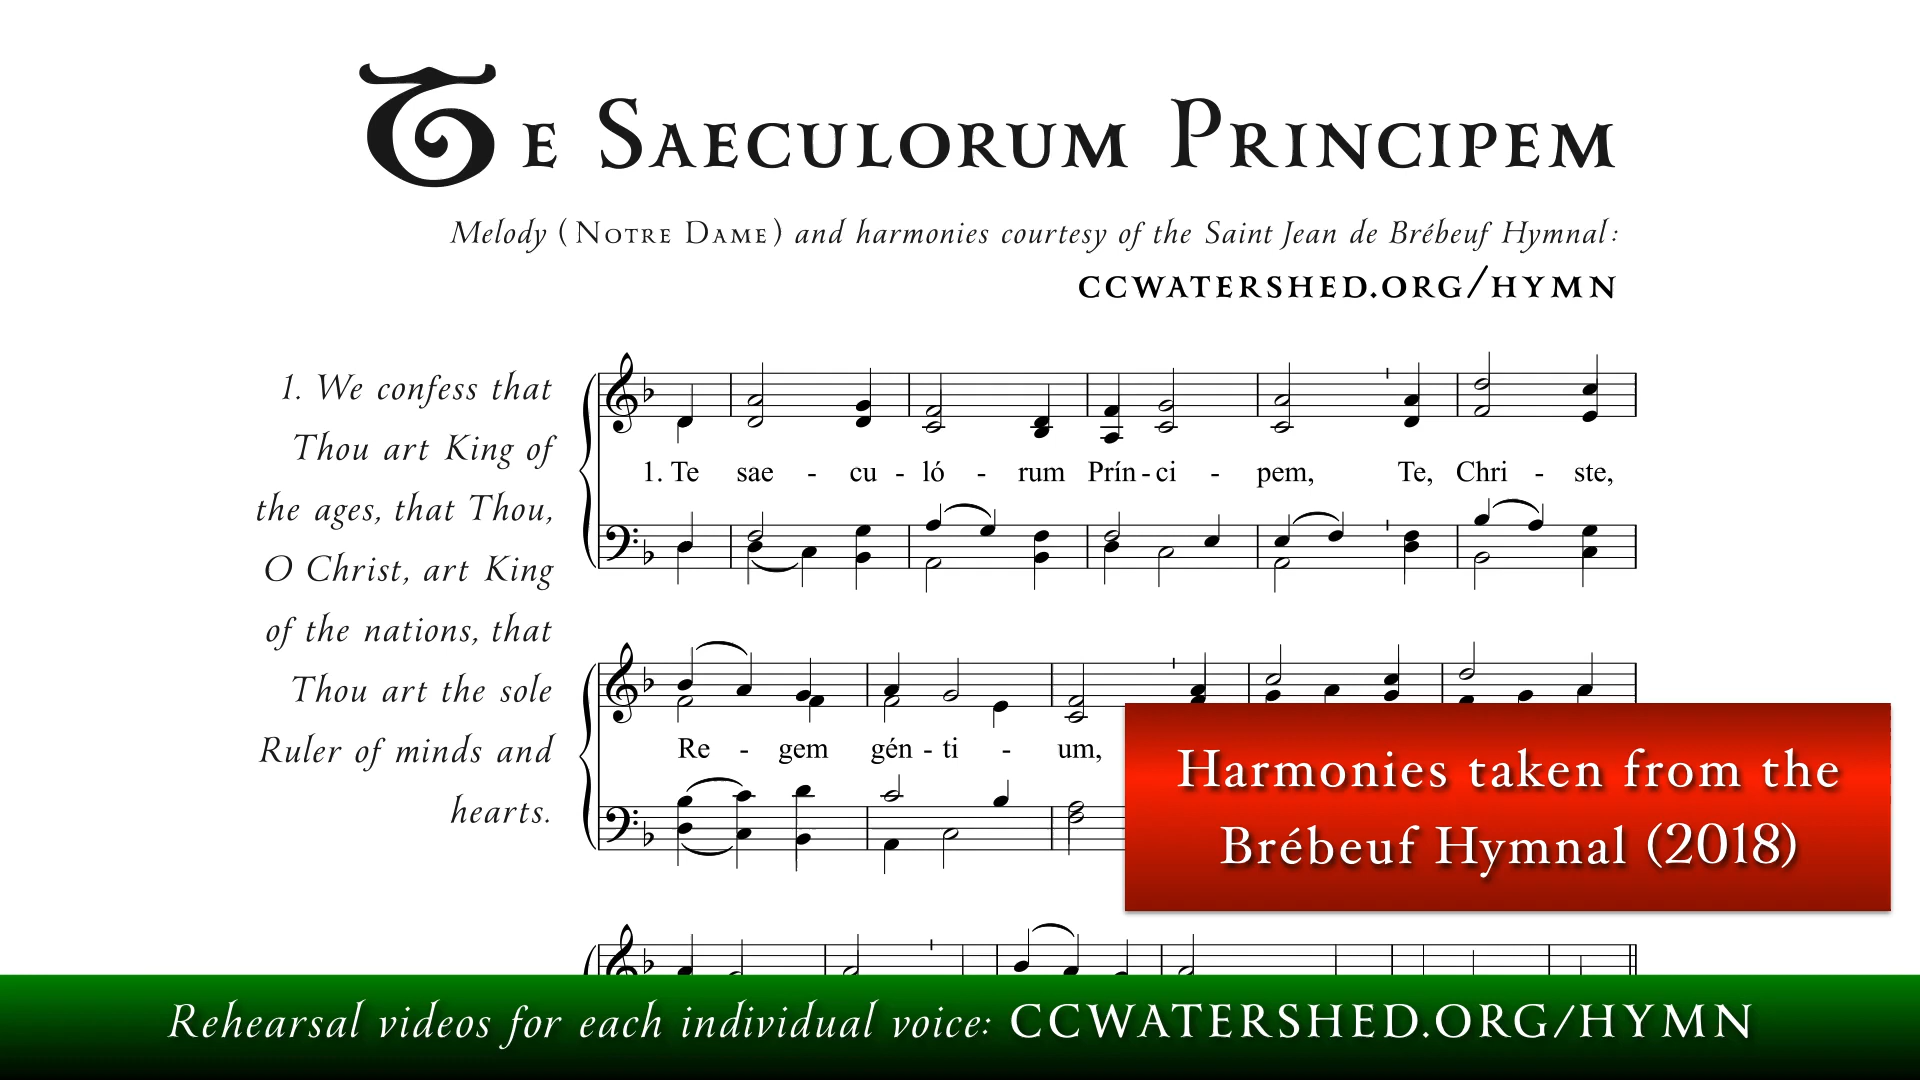 Te Saeculorum Principem
Melody (Notre Dame) and harmonies courtesy of the Saint Jean de Brébeuf Hymnal:
ccwatershed.org/hymn
1. We confess that
Thou art King of
the ages, that Thou,
O Christ, art King
of the nations, that
Thou art the sole
Ruler of minds and
hearts.
1. Te sae - cu - ló - rum Prín - ci - pem, Te, Chri - ste,
Re - gem gén - ti - um,
Harmonies taken from the
Brébeuf Hymnal (2018)
Rehearsal videos for each individual voice: CCWATERSHED.ORG/HYMN